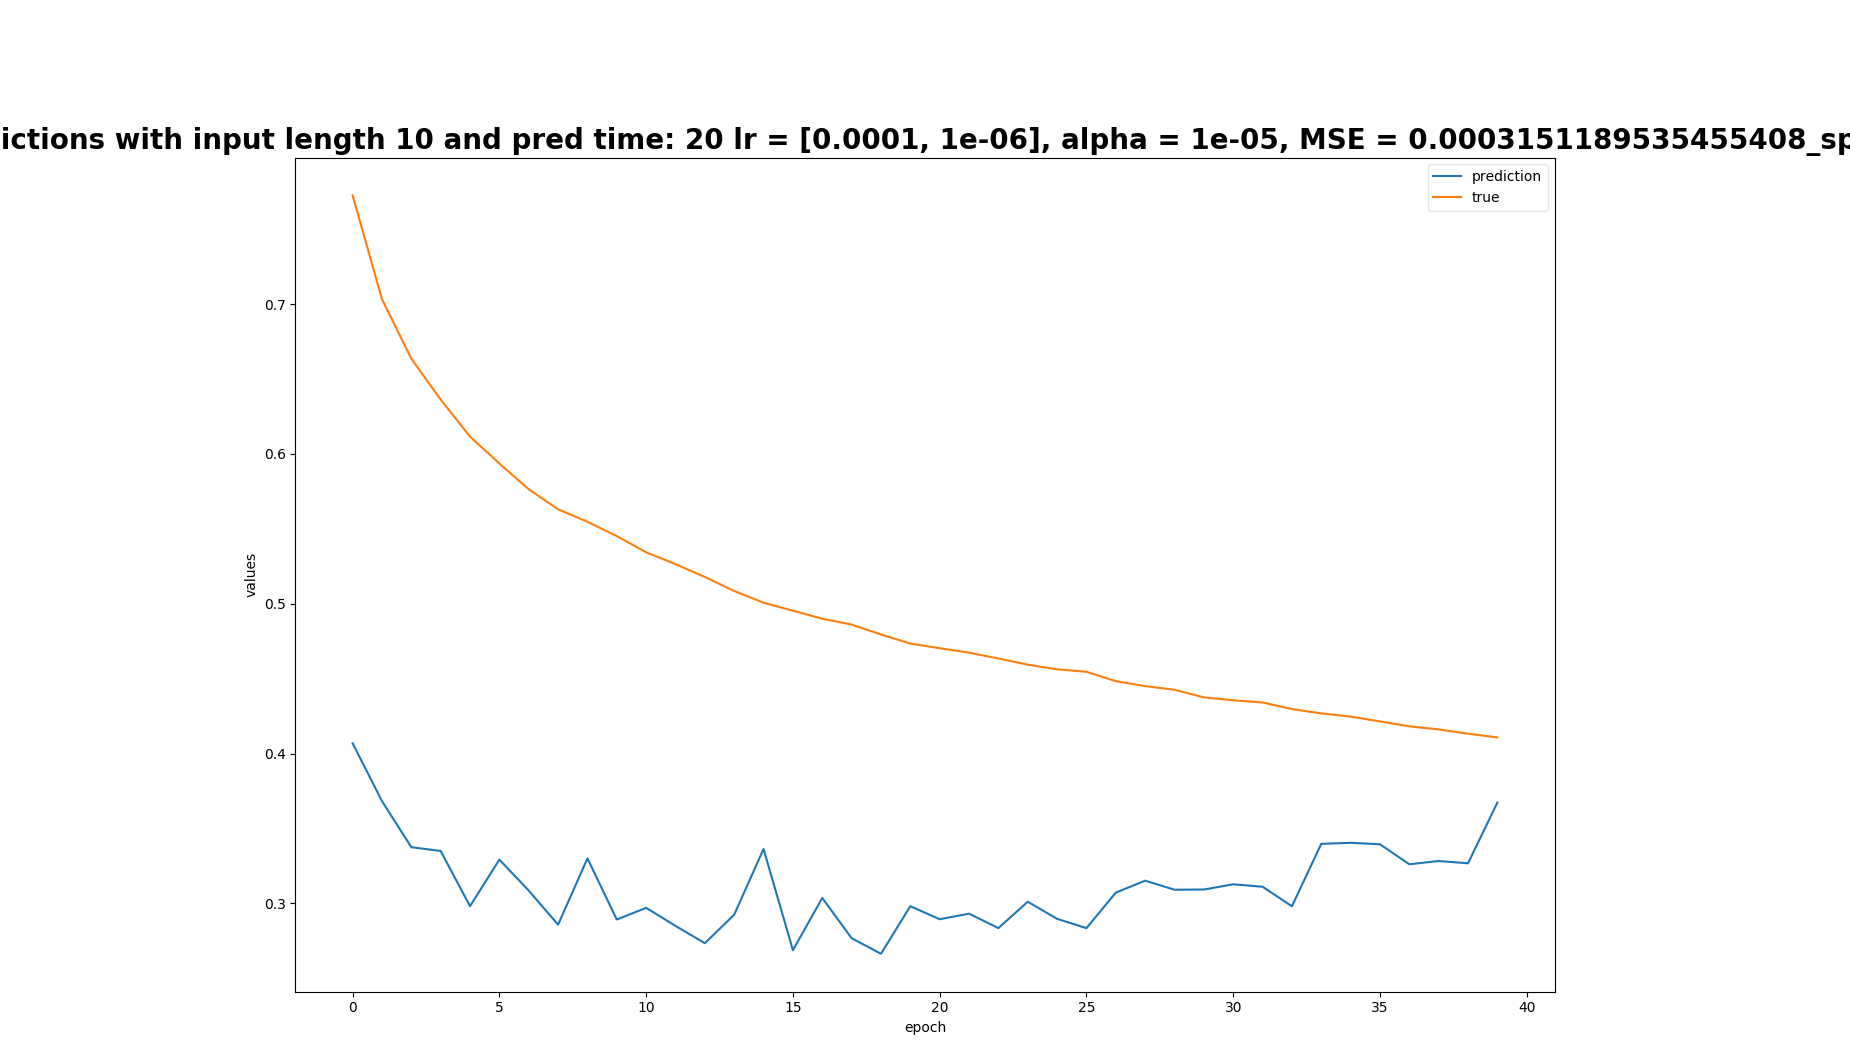 ictions with input length 10 and pred time: 20 lr = [0.0001, 1e-06], alpha = 1e-05, MSE = 0.0003151189535455408_sp
prediction
true
0.7
0.6
0.5
0.4
0.3
values
0 5 10 15 20 25 30 35 40
epoch